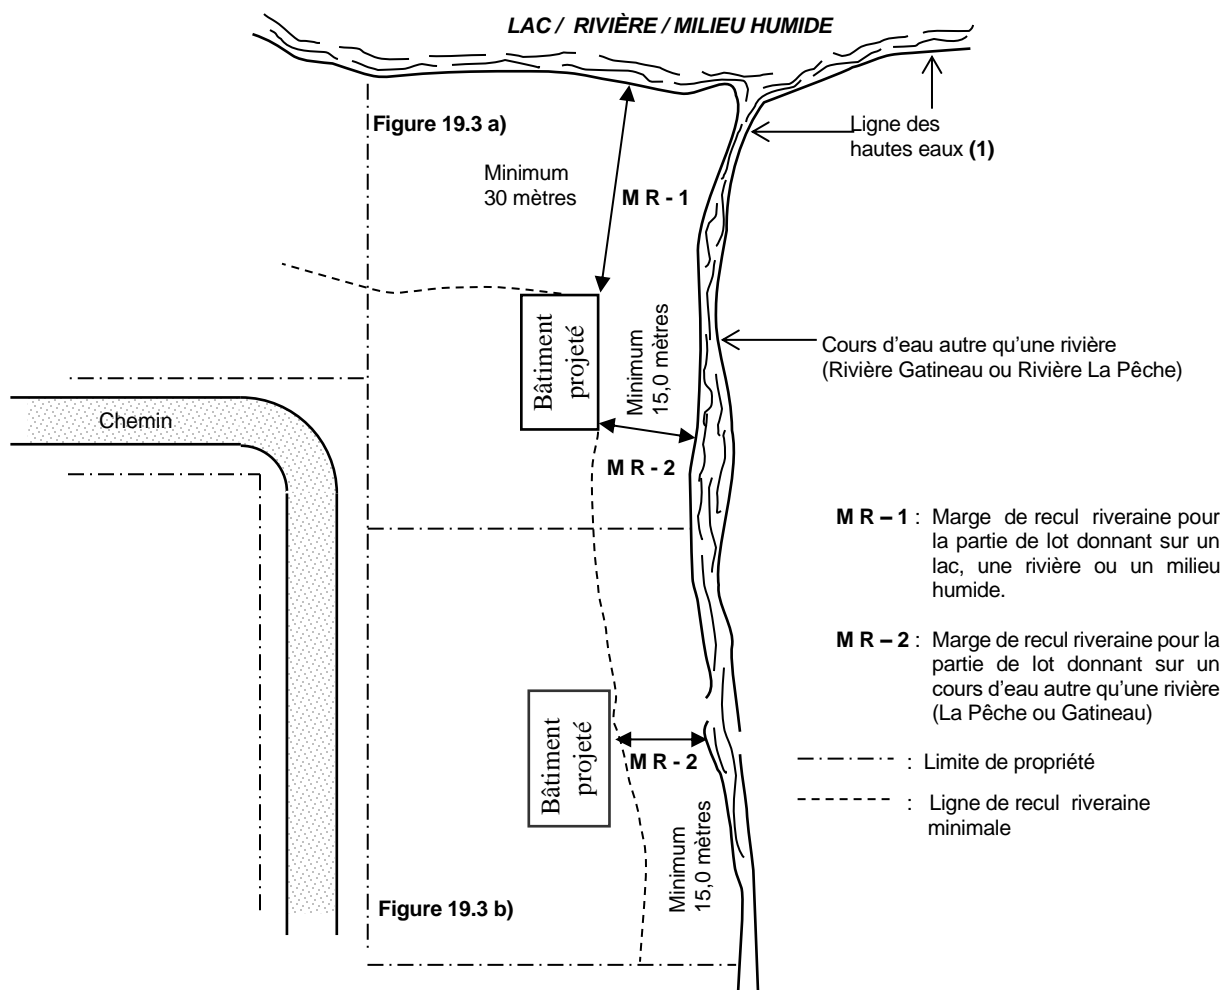 LAC / RIVIÈRE / MILIEU HUMIDE
Figure 19.3 a)
Ligne des
hautes eaux (1)
Minimum
30 mètres
M R - 1
Bâtiment
projeté
Minimum
15,0 mètres
Cours d'eau autre qu'une rivière
(Rivière Gatineau ou Rivière La Pêche)
Chemin
M R - 2
M R – 1 : Marge de recul riveraine pour
la partie de lot donnant sur un
lac, une rivière ou un milieu
humide.
M R – 2 : Marge de recul riveraine pour la
partie de lot donnant sur un
cours d'eau autre qu'une rivière
(La Pêche ou Gatineau)
Bâtiment
projeté
M R - 2
: Limite de propriété
: Ligne de recul riveraine
minimale
Minimum
15,0 mètres
Figure 19.3 b)